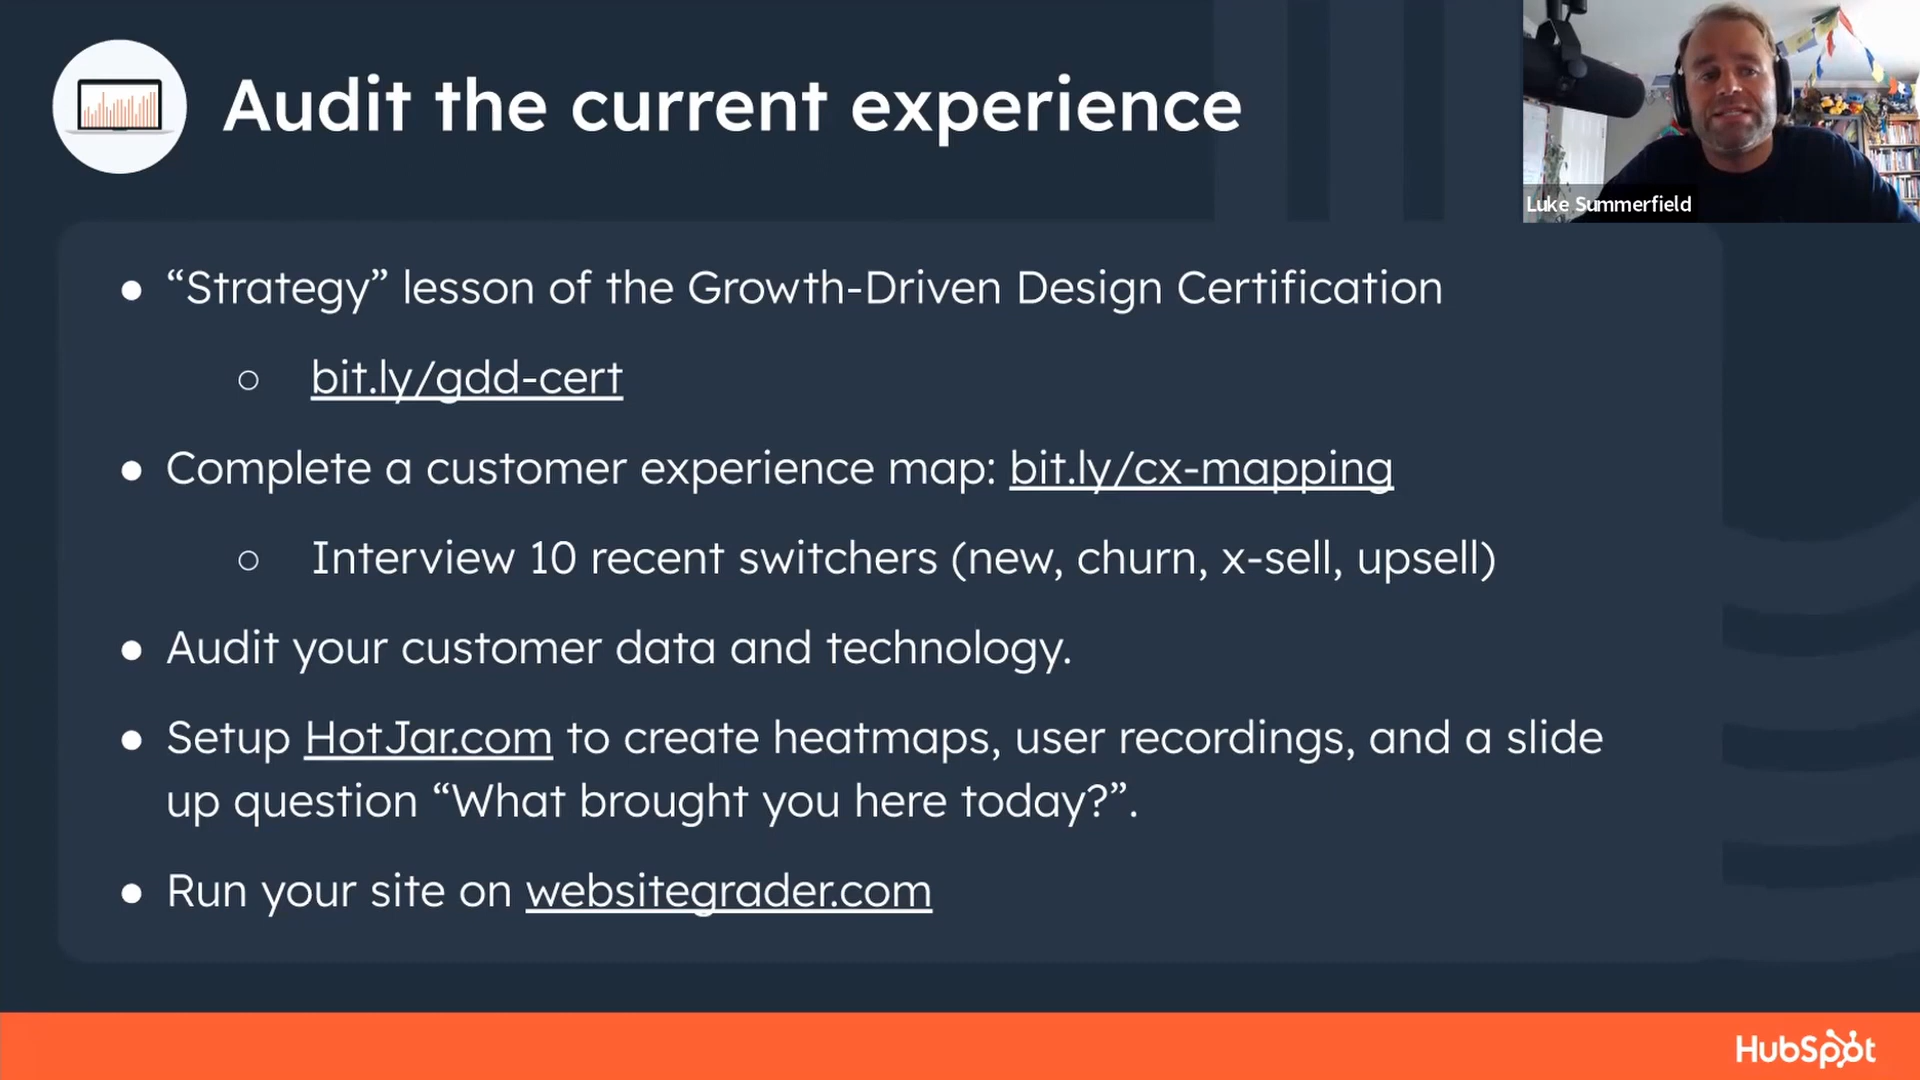 Audit the current experience
Luke Summerfield
● “Strategy” lesson of the Growth-Driven Design Certification
○ bit.ly/gdd-cert
● Complete a customer experience map: bit.ly/cx-mapping
○ Interview 10 recent switchers (new, churn, x-sell, upsell)
● Audit your customer data and technology.
● Setup HotJar.com to create heatmaps, user recordings, and a slide
up question “What brought you here today?”.
● Run your site on websitegrader.com
HubSpot